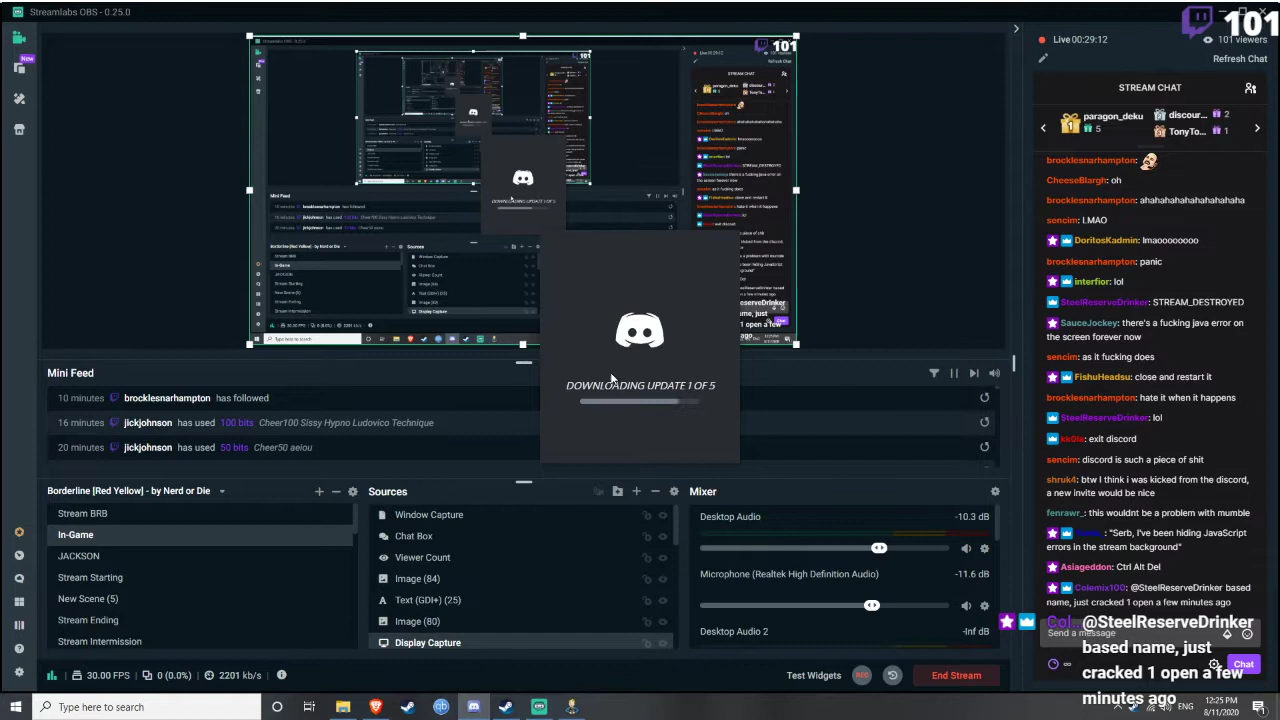 Streamlabs OBS - 0.25.0
101
Live 00:29:12
101 viewers
Refresh Chat
STREAM CHAT
paragon_deku
5
discour...
2
TonyTo...
1
brocklesnarhampton:
CheeseBlargh: oh
brocklesnarhampton: ahahahahahahahaha
sencim: LMAO
DoritosKadmin: lmaoooooooo
brocklesnarhampton: panic
interfior: lol
SteelReserveDrinker: STREAM_DESTROYED
SauceJockey: there's a fucking java error on
the screen forever now
sencim: as it fucking does
FishuHeadsu: close and restart it
brocklesnarhampton: hate it when it happens
SteelReserveDrinker: lol
kk0la: exit discord
sencim: discord is such a piece of shit
shruk4: btw I think i was kicked from the discord,
a new invite would be nice
fenrawr_: this wouldnt be a problem with mumble
"Serb, I've been hiding JavaScript
errors in the stream background"
Asiageddon: Ctrl Alt Del
Colemix100: @SteelReserveDrinker based
name, just cracked 1 open a few minutes ago
Send a message
Chat
Col...
@SteelReserveDrinker
based name, just
cracked 1 open a few
minutes ago
New
DOWNLOADING UPDATE 1 OF 5
Mini Feed
10 minutes brocklesnarhampton has followed
16 minutes jickjohnson has used 100 bits Cheer100 Sissy Hypno Ludovico Technique
20 minutes jickjohnson has used 50 bits Cheer50 aeiou
Borderline [Red Yellow] - by Nerd or Die
Stream BRB
In-Game
JACKSON
Stream Starting
New Scene (5)
Stream Ending
Stream Intermission
Sources
Window Capture
Chat Box
Viewer Count
Image (84)
Text (GDI+) (25)
Image (80)
Display Capture
Mixer
Desktop Audio -10.3 dB
Microphone (Realtek High Definition Audio) -11.6 dB
Desktop Audio 2 -Inf dB
30.00 FPS
0 (0.0%)
2201 kb/s
Test Widgets
REC
End Stream
Type here to search
ENG
12:25 PM
8/11/2020